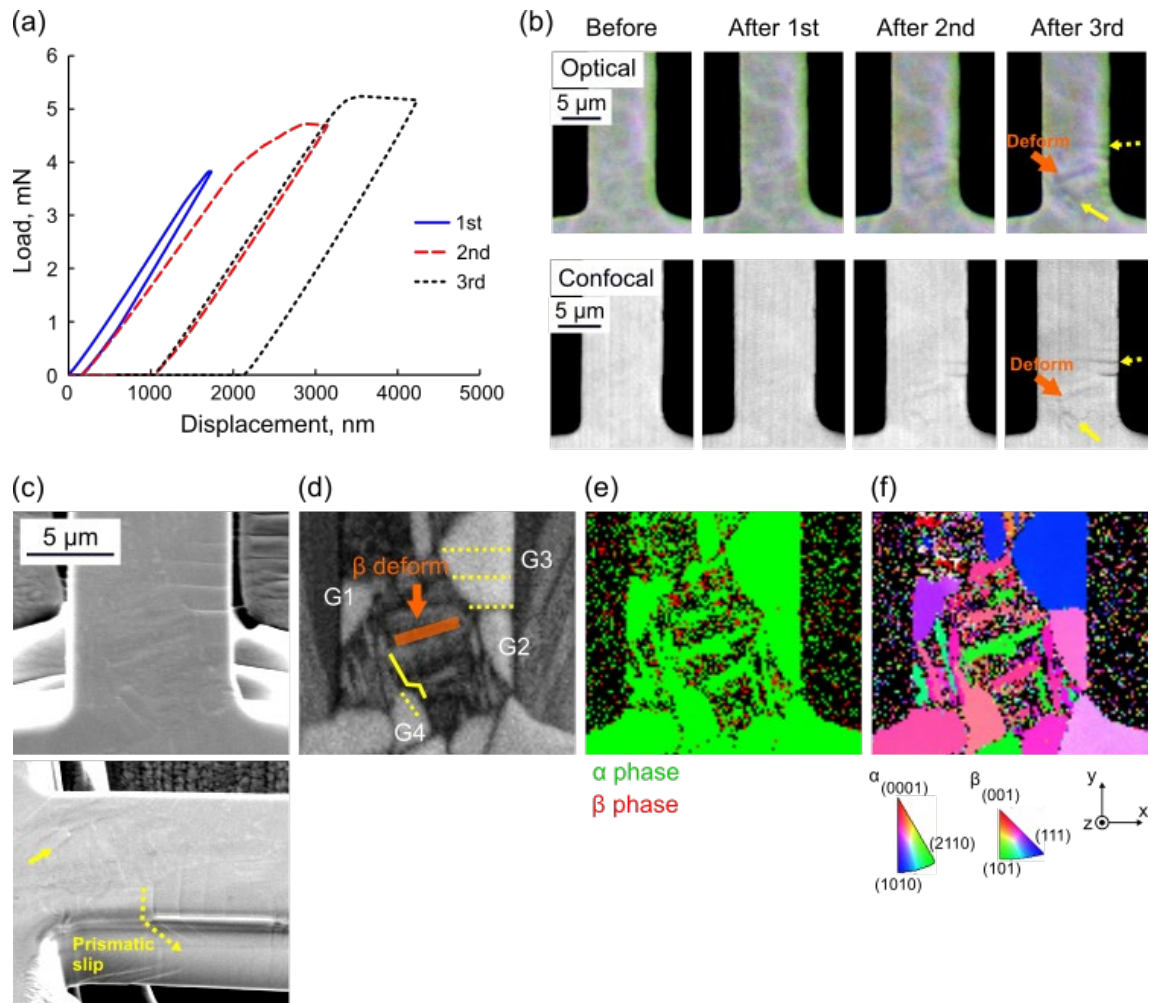 (a)
6
5
4
3
2
1
0
Load, mN
0 1000 2000 3000 4000 5000
Displacement, nm
1st
2nd
3rd
(b)
Before After 1st After 2nd After 3rd
Optical
5 µm
Deform
Confocal
5 µm
Deform
(c)
5 µm
Prismatic
slip
(d)
β deform
G1
G3
G2
G4
(e)
α phase
β phase
(f)
α
(0001)
(2110)
(1010)
β
(001)
(111)
(101)
y
z
x